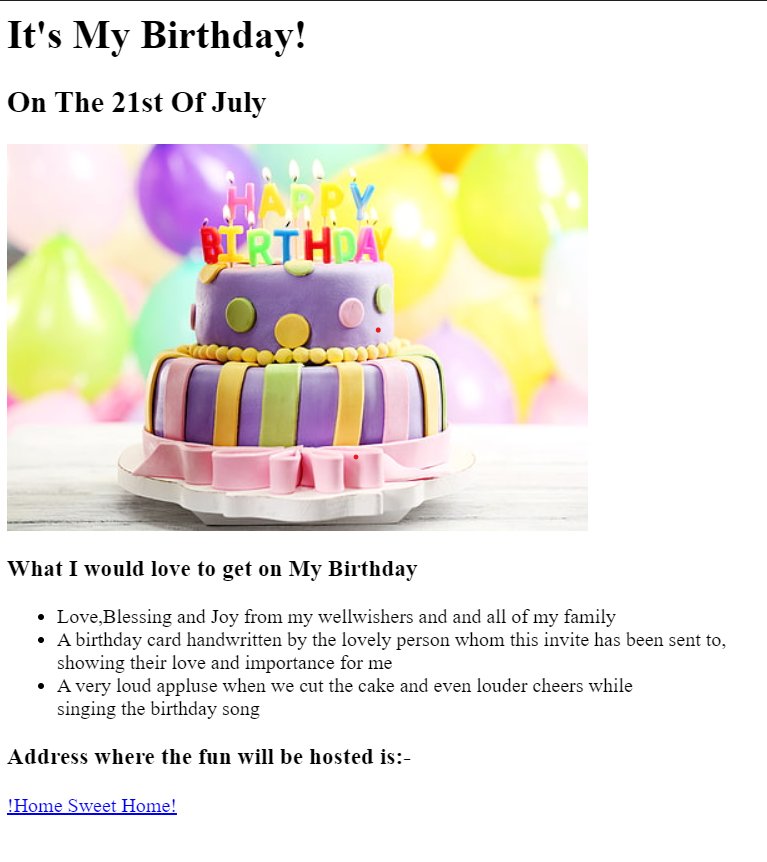 It's My Birthday!
On The 21st Of July
HAPPY
BIRTHDAY
What I would love to get on My Birthday
Love,Blessing and Joy from my wellwishers and and all of my family
A birthday card handwritten by the lovely person whom this invite has been sent to,
showing their love and importance for me
A very loud appluse when we cut the cake and even louder cheers while
singing the birthday song
Address where the fun will be hosted is:-
!Home Sweet Home!